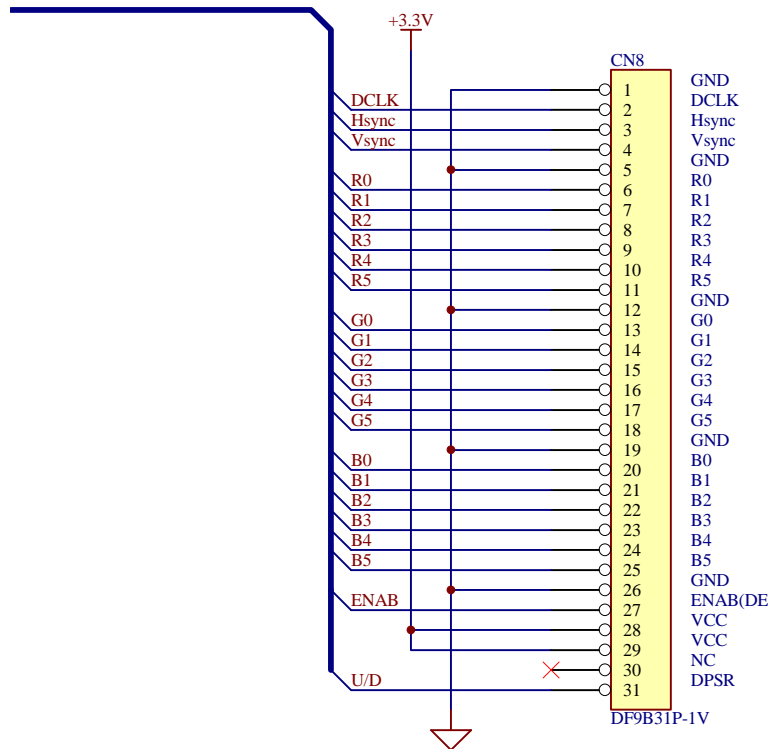 +3.3V
CN8
1 GND
DCLK 2 DCLK
Hsync 3 Hsync
Vsync 4 Vsync
5 GND
R0 6 R0
R1 7 R1
R2 8 R2
R3 9 R3
R4 10 R4
R5 11 R5
12 GND
G0 13 G0
G1 14 G1
G2 15 G2
G3 16 G3
G4 17 G4
G5 18 G5
19 GND
B0 20 B0
B1 21 B1
B2 22 B2
B3 23 B3
B4 24 B4
B5 25 B5
26 GND
ENAB 27 ENAB(DE
28 VCC
29 VCC
30 NC
U/D 31 DPSR
DF9B31P-1V